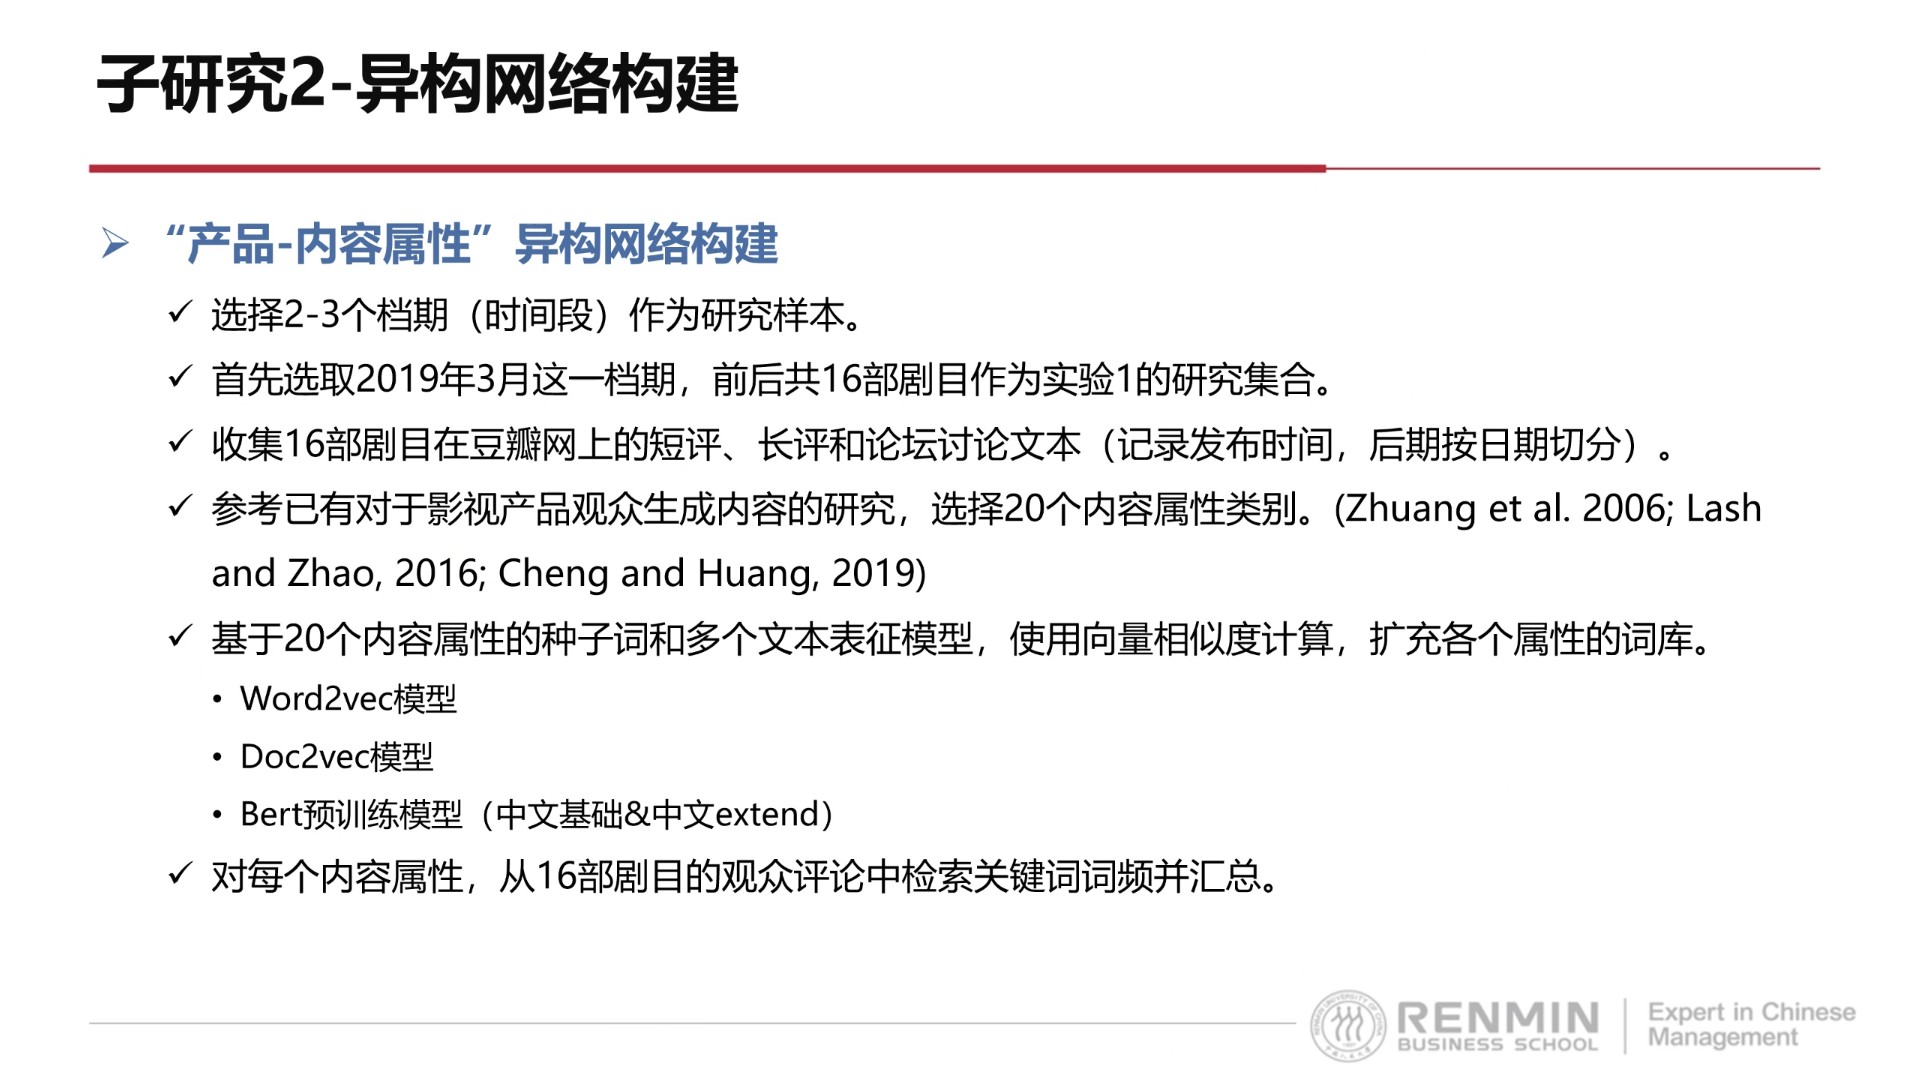 子研究2-异构网络构建
“产品-内容属性”异构网络构建
选择2-3个档期（时间段）作为研究样本。
首先选取2019年3月这一档期，前后共16部剧目作为实验1的研究集合。
收集16部剧目在豆瓣网上的短评、长评和论坛讨论文本（记录发布时间，后期按日期切分）。
参考已有对于影视产品观众生成内容的研究，选择20个内容属性类别。(Zhuang et al. 2006; Lash
and Zhao, 2016; Cheng and Huang, 2019)
基于20个内容属性的种子词和多个文本表征模型，使用向量相似度计算，扩充各个属性的词库。
• Word2vec模型
• Doc2vec模型
• Bert预训练模型（中文基础&中文extend）
对每个内容属性，从16部剧目的观众评论中检索关键词词频并汇总。
RENMIN
BUSINESS SCHOOL
Expert in Chinese
Management